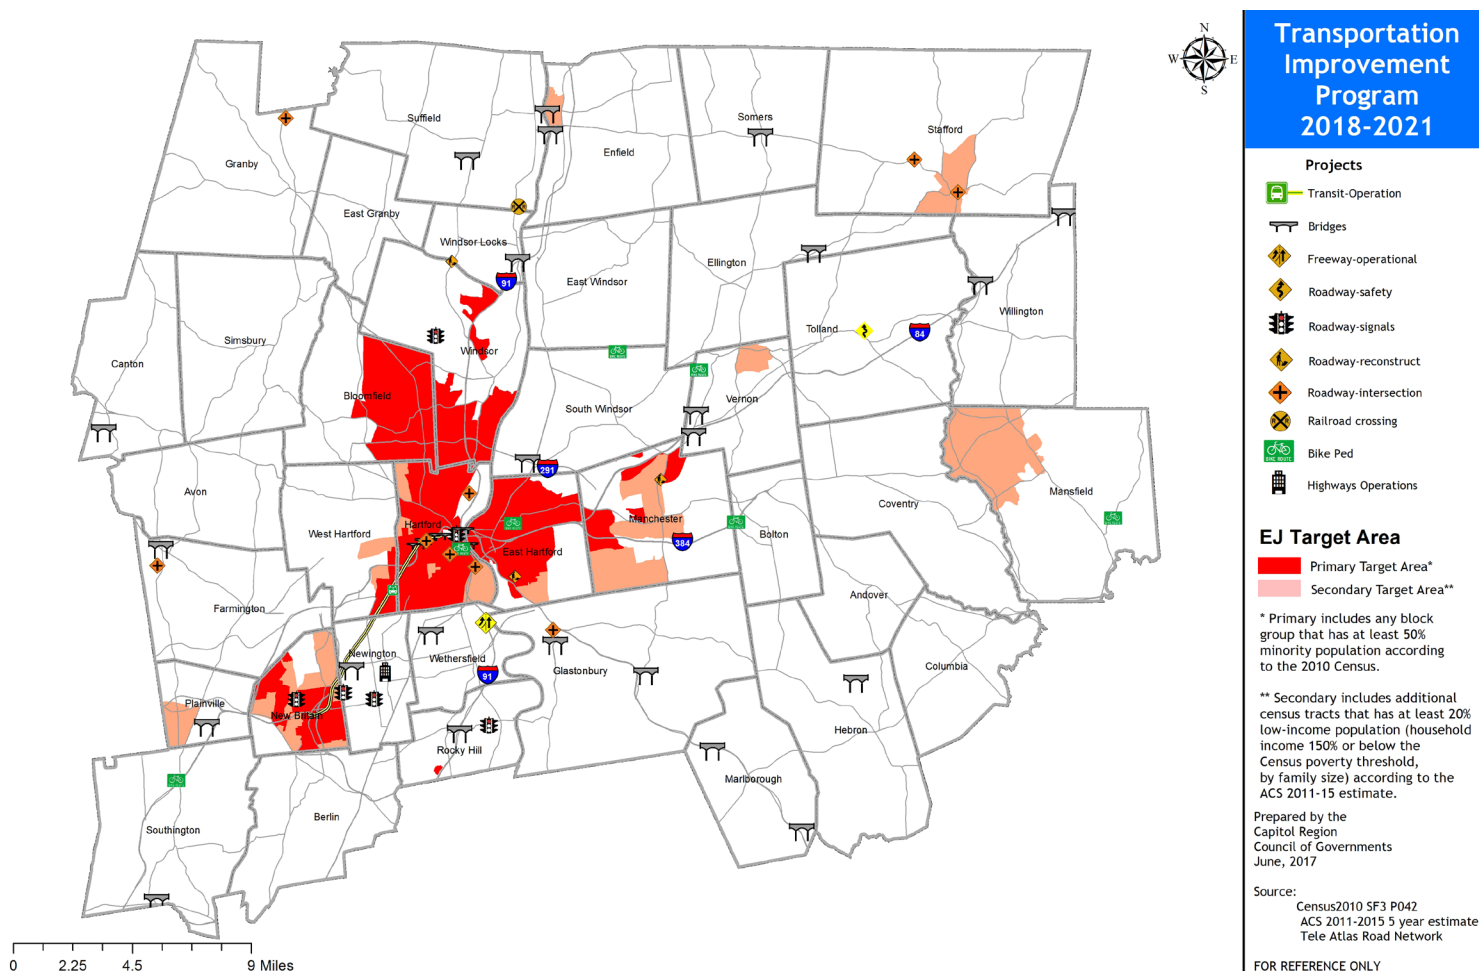 Transportation
Improvement
Program
2018-2021
N
W
E
S
Projects
Transit-Operation
Bridges
Freeway-operational
Roadway-safety
Roadway-signals
Roadway-reconstruct
Roadway-intersection
Railroad crossing
BIKE ROUTE
Bike Ped
Highways Operations
EJ Target Area
Primary Target Area*
Secondary Target Area**
* Primary includes any block
group that has at least 50%
minority population according
to the 2010 Census.
** Secondary includes additional
census tracts that has at least 20%
low-income population (household
income 150% or below the
Census poverty threshold,
by family size) according to the
ACS 2011-15 estimate.
Prepared by the
Capitol Region
Council of Governments
June, 2017
Source:
Census2010 SF3 P042
ACS 2011-2015 5 year estimate
Tele Atlas Road Network
FOR REFERENCE ONLY
Suffield
Somers
Stafford
Enfield
Granby
East Granby
Windsor Locks
Ellington
East Windsor
91
Willington
Tolland
84
Simsbury
Windsor
Canton
Bloomfield
Vernon
South Windsor
291
Avon
Mansfield
Coventry
Manchester
Hartford
West Hartford
Bolton
384
East Hartford
Andover
Farmington
Newington
Wethersfield
Columbia
Glastonbury
91
Plainville
New Britain
Hebron
Rocky Hill
Marlborough
Berlin
Southington
0
2.25
4.5
9 Miles